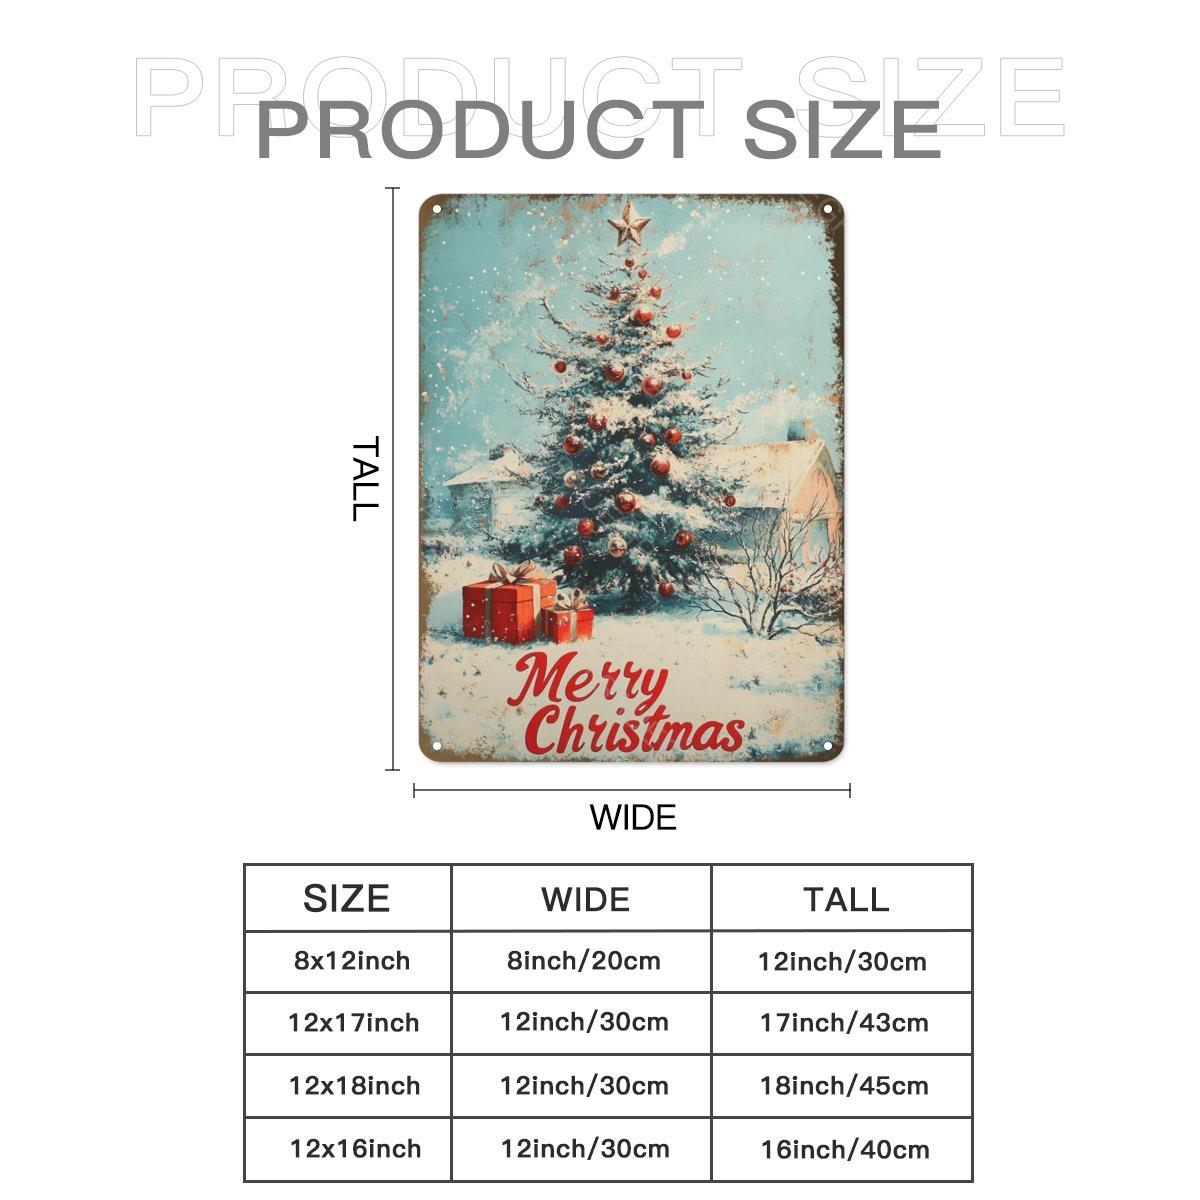 PRODUCT SIZE
PRODUCT SIZE
TALL
Merry
Christmas
WIDE
SIZE WIDE TALL
8x12inch 8inch/20cm 12inch/30cm
12x17inch 12inch/30cm 17inch/43cm
12x18inch 12inch/30cm 18inch/45cm
12x16inch 12inch/30cm 16inch/40cm